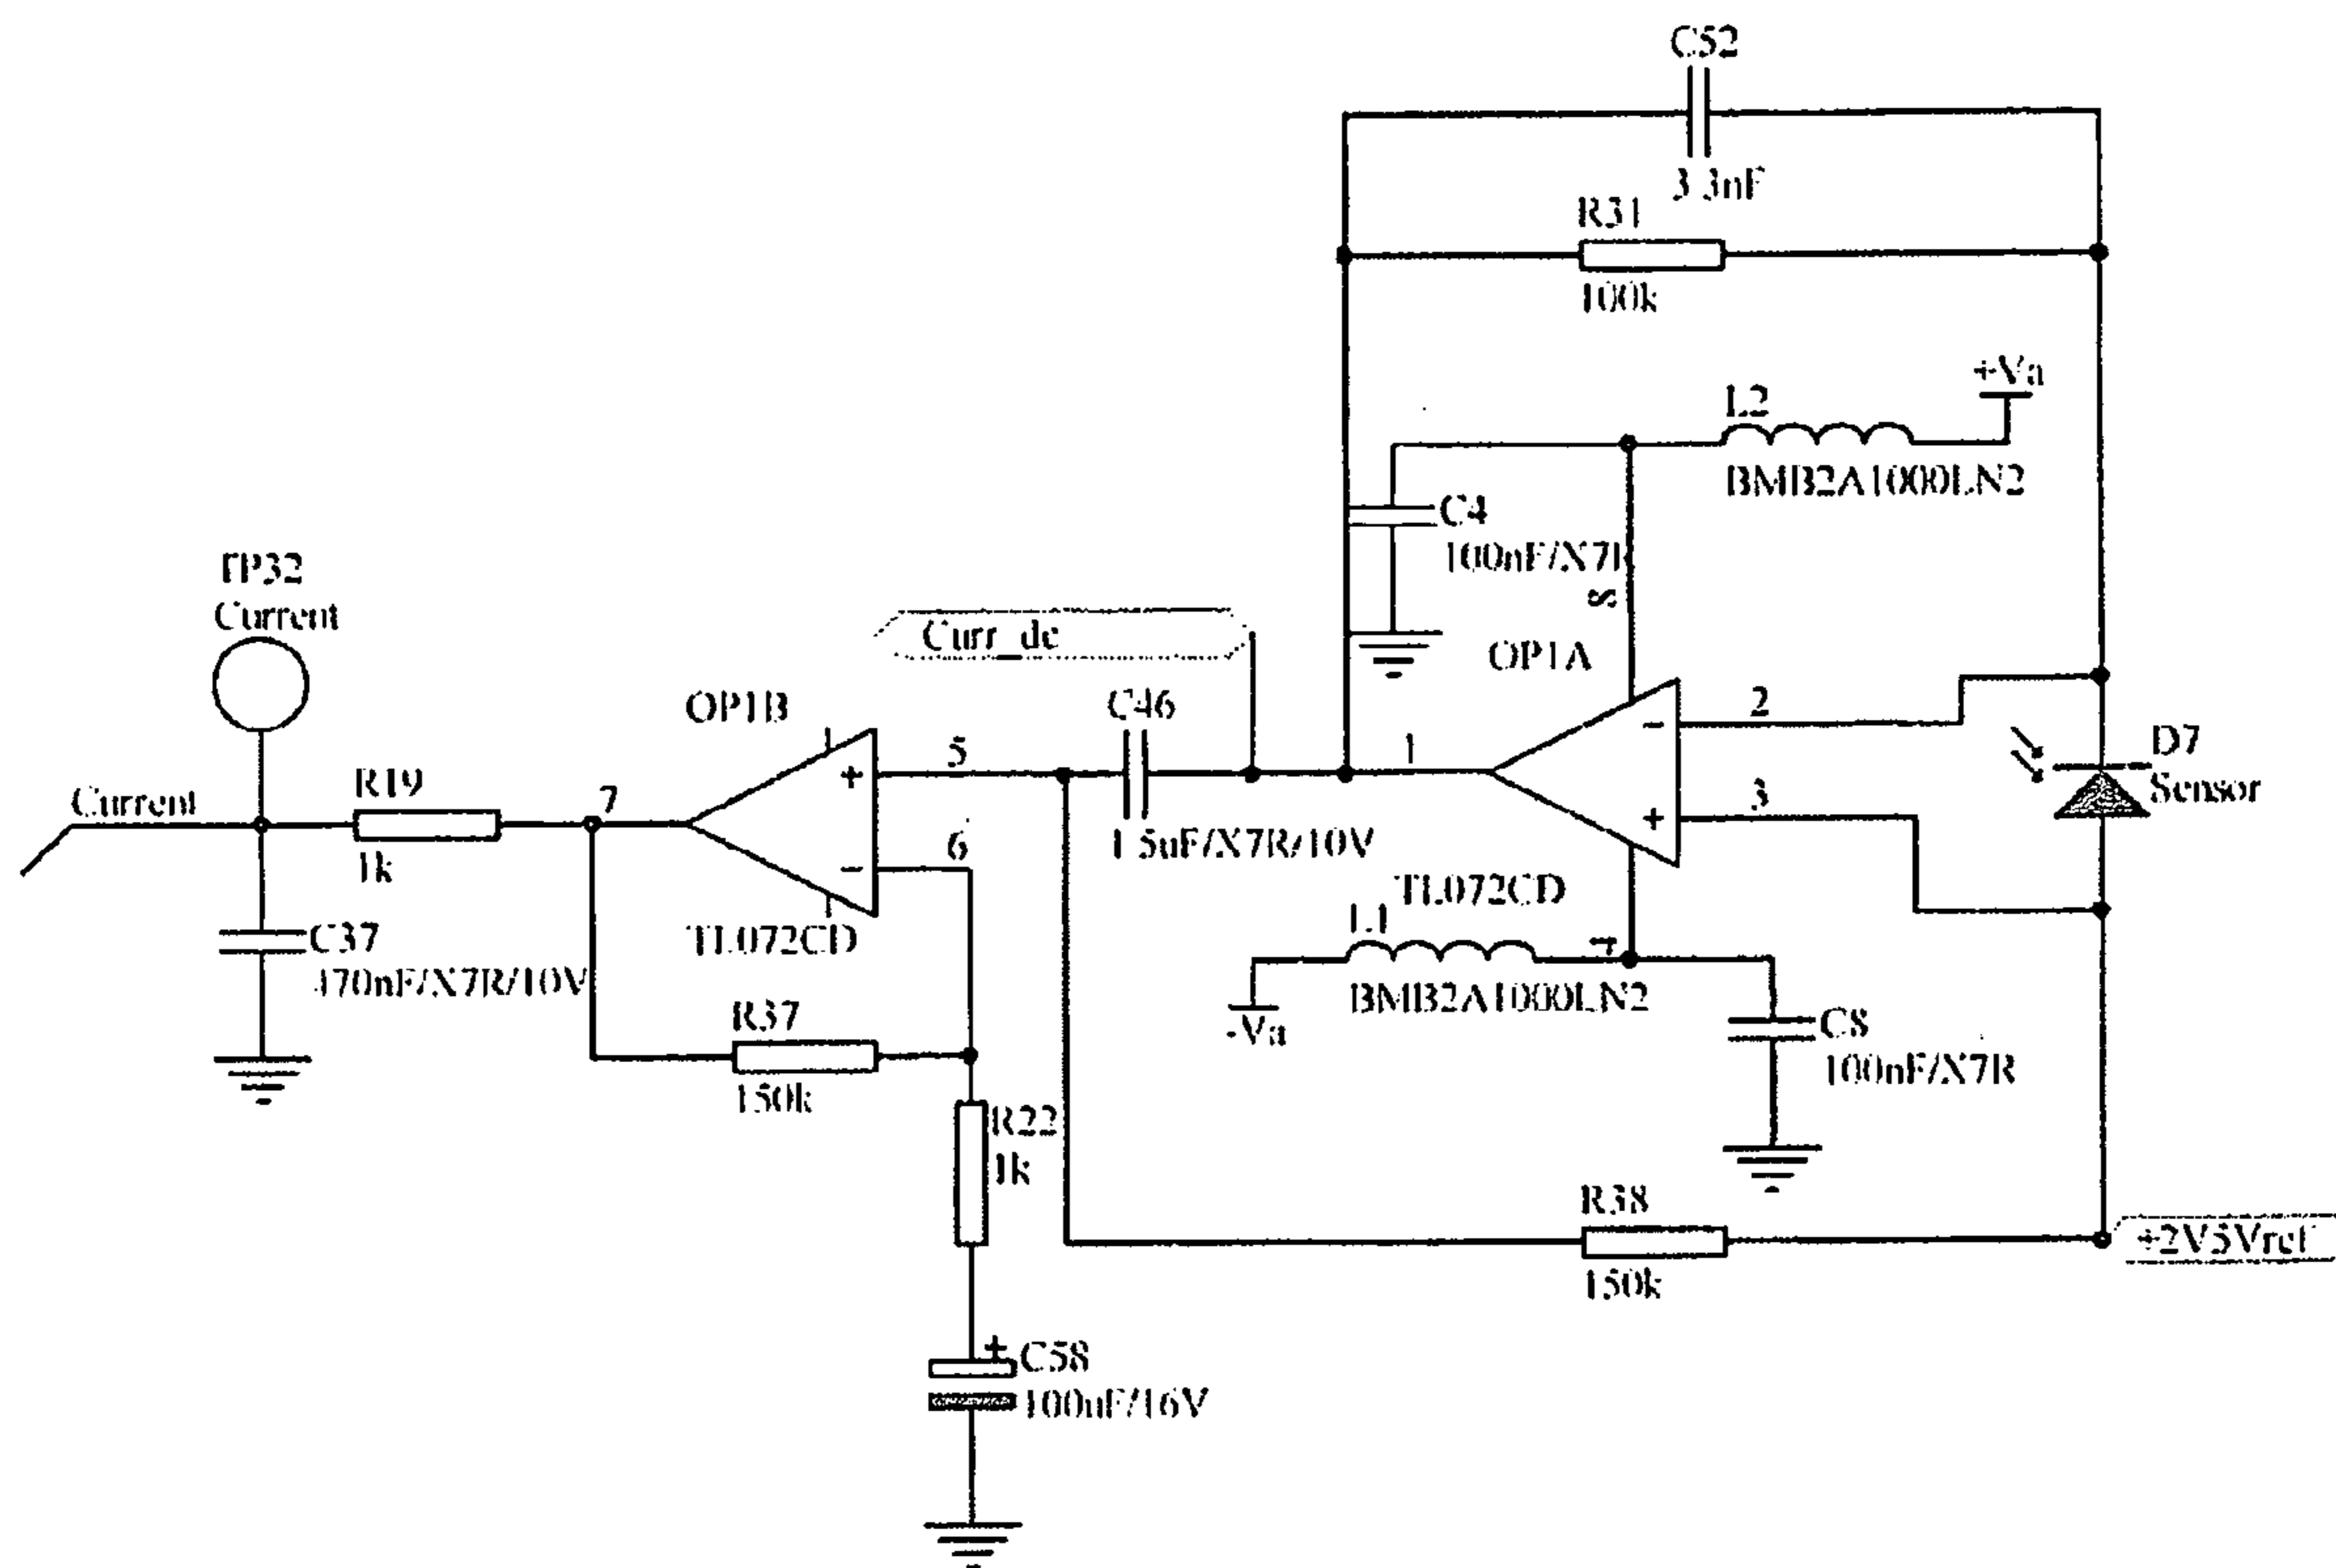 C52
3.3nF
R31
100k
+Va
L2
BMB2A1000LN2
C4
100nF/X7R
8
TP32
Current
Curr_dc
OP1A
OP1B
C46
2
1
5
D7
Sensor
3
R19
Current
7
+
-
-
+
1k
6
1.5uF/X7R/10V
TL072CD
L1
C37
470nF/X7R/10V
TL072CD
4
BMB2A1000LN2
-Va
C8
100nF/X7R
R37
150k
R22
1k
R38
+2V5Vref
150k
+
C58
100uF/16V